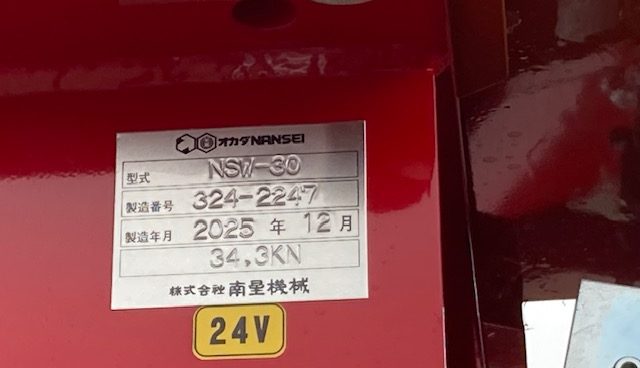 オカダNANSEI
型式 NSW-30
製造番号 324-2247
製造年月 2025 年 12 月
34.3KN
株式会社 南星機械
24V